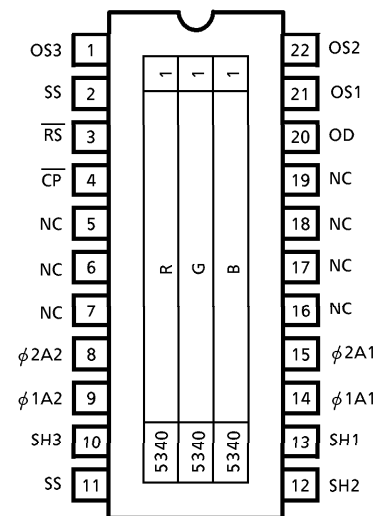 OS3 1 22 OS2
SS 2 1 1 1 21 OS1
R̅S̅ 3 20 OD
C̅P̅ 4 19 NC
NC 5 18 NC
NC 6 R G B 17 NC
NC 7 16 NC
ϕ2A2 8 15 ϕ2A1
ϕ1A2 9 14 ϕ1A1
SH3 10 5340 5340 5340 13 SH1
SS 11 12 SH2